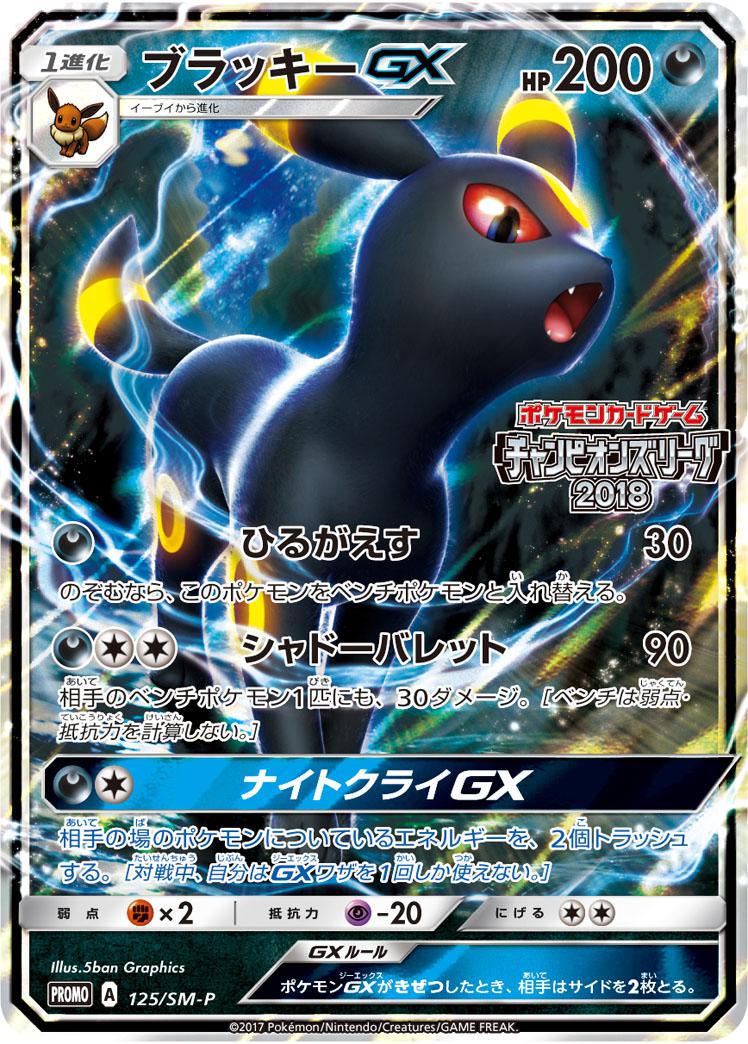 1進化
ブラッキーGX
HP200
イーブイから進化
ポケモンカードゲーム
チャンピオンズリーグ
2018
ひるがえす 30
のぞむなら、このポケモンをベンチポケモンと入れ替える。
シャドーバレット 90
相手のベンチポケモン1匹にも、30ダメージ。[ベンチは弱点・
抵抗力を計算しない。]
ナイトクライGX
相手の場のポケモンについているエネルギーを、2個トラッシュ
する。[対戦中、自分はGXワザを1回しか使えない。]
弱点 ×2 抵抗力 -20 にげる
GXルール
ポケモンGXがきぜつしたとき、相手はサイドを2枚とる。
Illus.5ban Graphics
PROMO A 125/SM-P
©2017 Pokémon/Nintendo/Creatures/GAME FREAK.